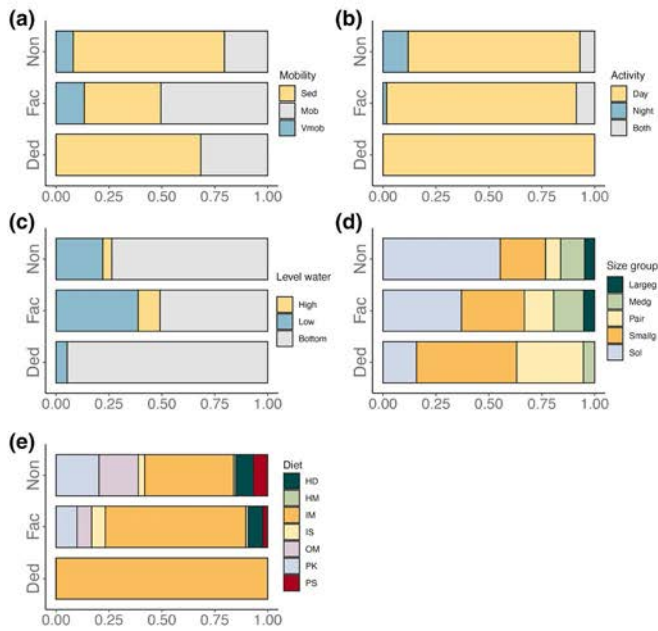 (a)
Non
Fac
Ded
0.00 0.25 0.50 0.75 1.00
Mobility
Sed
Mob
Vmob
(b)
Non
Fac
Ded
0.00 0.25 0.50 0.75 1.00
Activity
Day
Night
Both
(c)
Non
Fac
Ded
0.00 0.25 0.50 0.75 1.00
Level water
High
Low
Bottom
(d)
Non
Fac
Ded
0.00 0.25 0.50 0.75 1.00
Size group
Largeg
Medg
Pair
Smallg
Sol
(e)
Non
Fac
Ded
0.00 0.25 0.50 0.75 1.00
Diet
HD
HM
IM
IS
OM
PK
PS